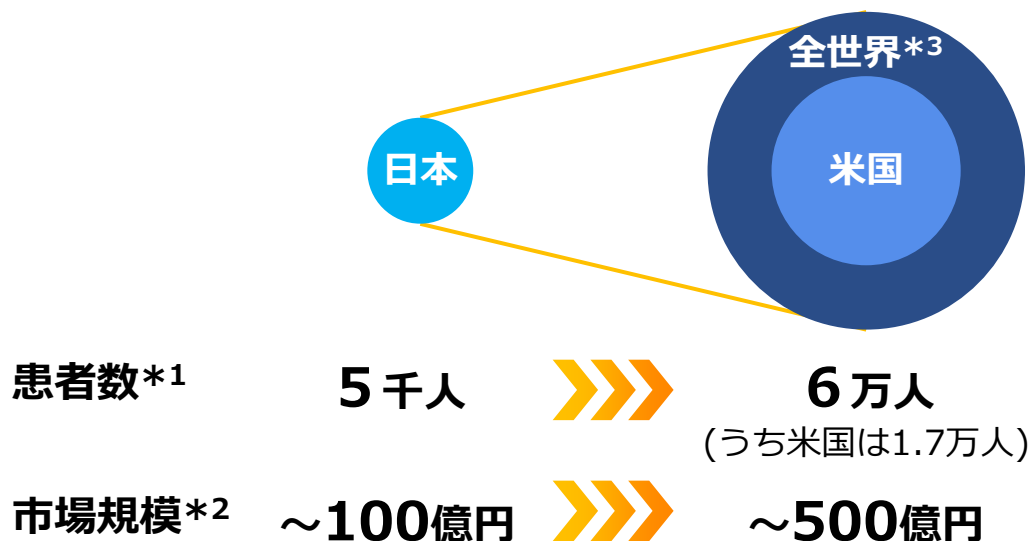 全世界*3
日本
米国
患者数*1 5千人 6万人
(うち米国は1.7万人)
市場規模*2 ～100億円 ～500億円